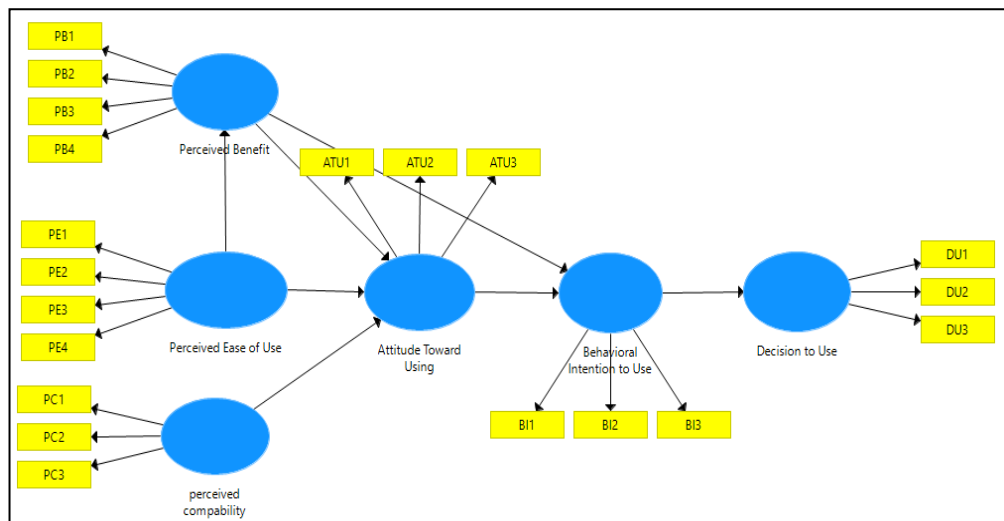 PB1
PB2
PB3
PB4
Perceived Benefit
ATU1
ATU2
ATU3
PE1
PE2
PE3
PE4
Perceived Ease of Use
Attitude Toward
Using
Behavioral
Intention to Use
Decision to Use
DU1
DU2
DU3
PC1
PC2
PC3
perceived
compability
BI1
BI2
BI3